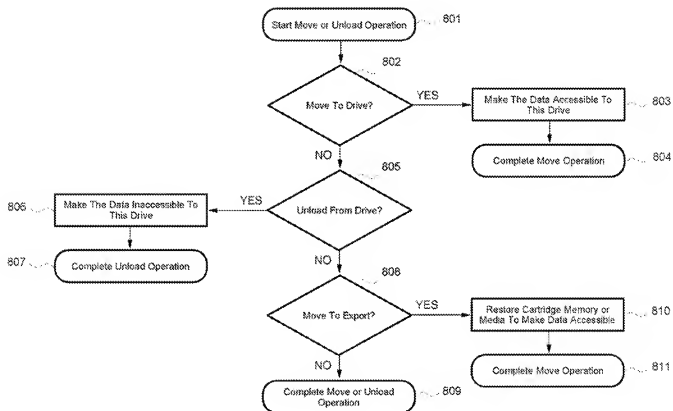 Start Move or Unload Operation
801
802
Move To Drive?
YES
Make The Data Accessible To
This Drive
803
NO
Complete Move Operation
804
805
806
Make The Data Inaccessible To
This Drive
YES
Unload From Drive?
807
Complete Unload Operation
NO
808
Move To Export?
YES
Restore Cartridge Memory or
Media To Make Data Accessible
810
NO
Complete Move Operation
811
Complete Move or Unload
Operation
809